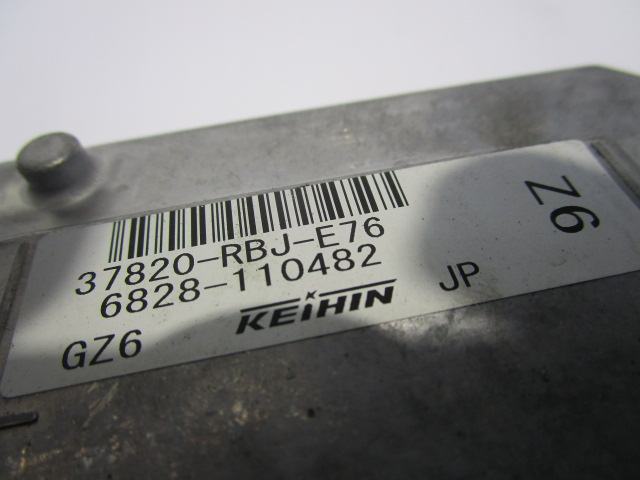 37820-RBJ-E76
6828-110482
GZ6
KEIHIN
JP
Z6